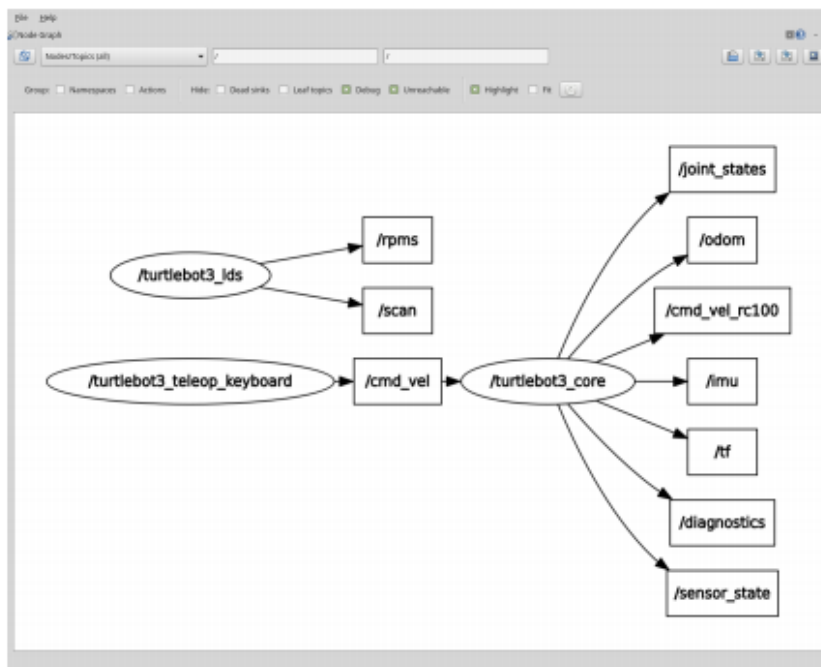 File Help
Node Graph
Nodes/Topics (all) / /
Group: Namespaces Actions Hide: Dead sinks Leaf topics Debug Unreachable Highlight Fit
/joint_states
/rpms
/odom
/turtlebot3_lds
/scan
/cmd_vel_rc100
/turtlebot3_teleop_keyboard
/cmd_vel
/turtlebot3_core
/imu
/tf
/diagnostics
/sensor_state